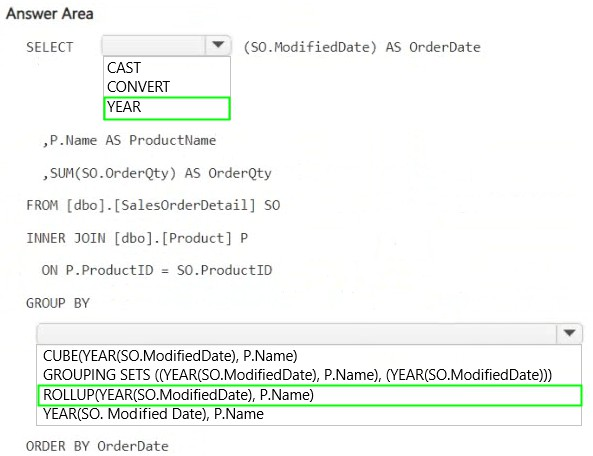 Answer Area
SELECT (SO.ModifiedDate) AS OrderDate
CAST
CONVERT
YEAR
,P.Name AS ProductName
,SUM(SO.OrderQty) AS OrderQty
FROM [dbo].[SalesOrderDetail] SO
INNER JOIN [dbo].[Product] P
ON P.ProductID = SO.ProductID
GROUP BY
CUBE(YEAR(SO.ModifiedDate), P.Name)
GROUPING SETS ((YEAR(SO.ModifiedDate), P.Name), (YEAR(SO.ModifiedDate)))
ROLLUP(YEAR(SO.ModifiedDate), P.Name)
YEAR(SO. Modified Date), P.Name
ORDER BY OrderDate